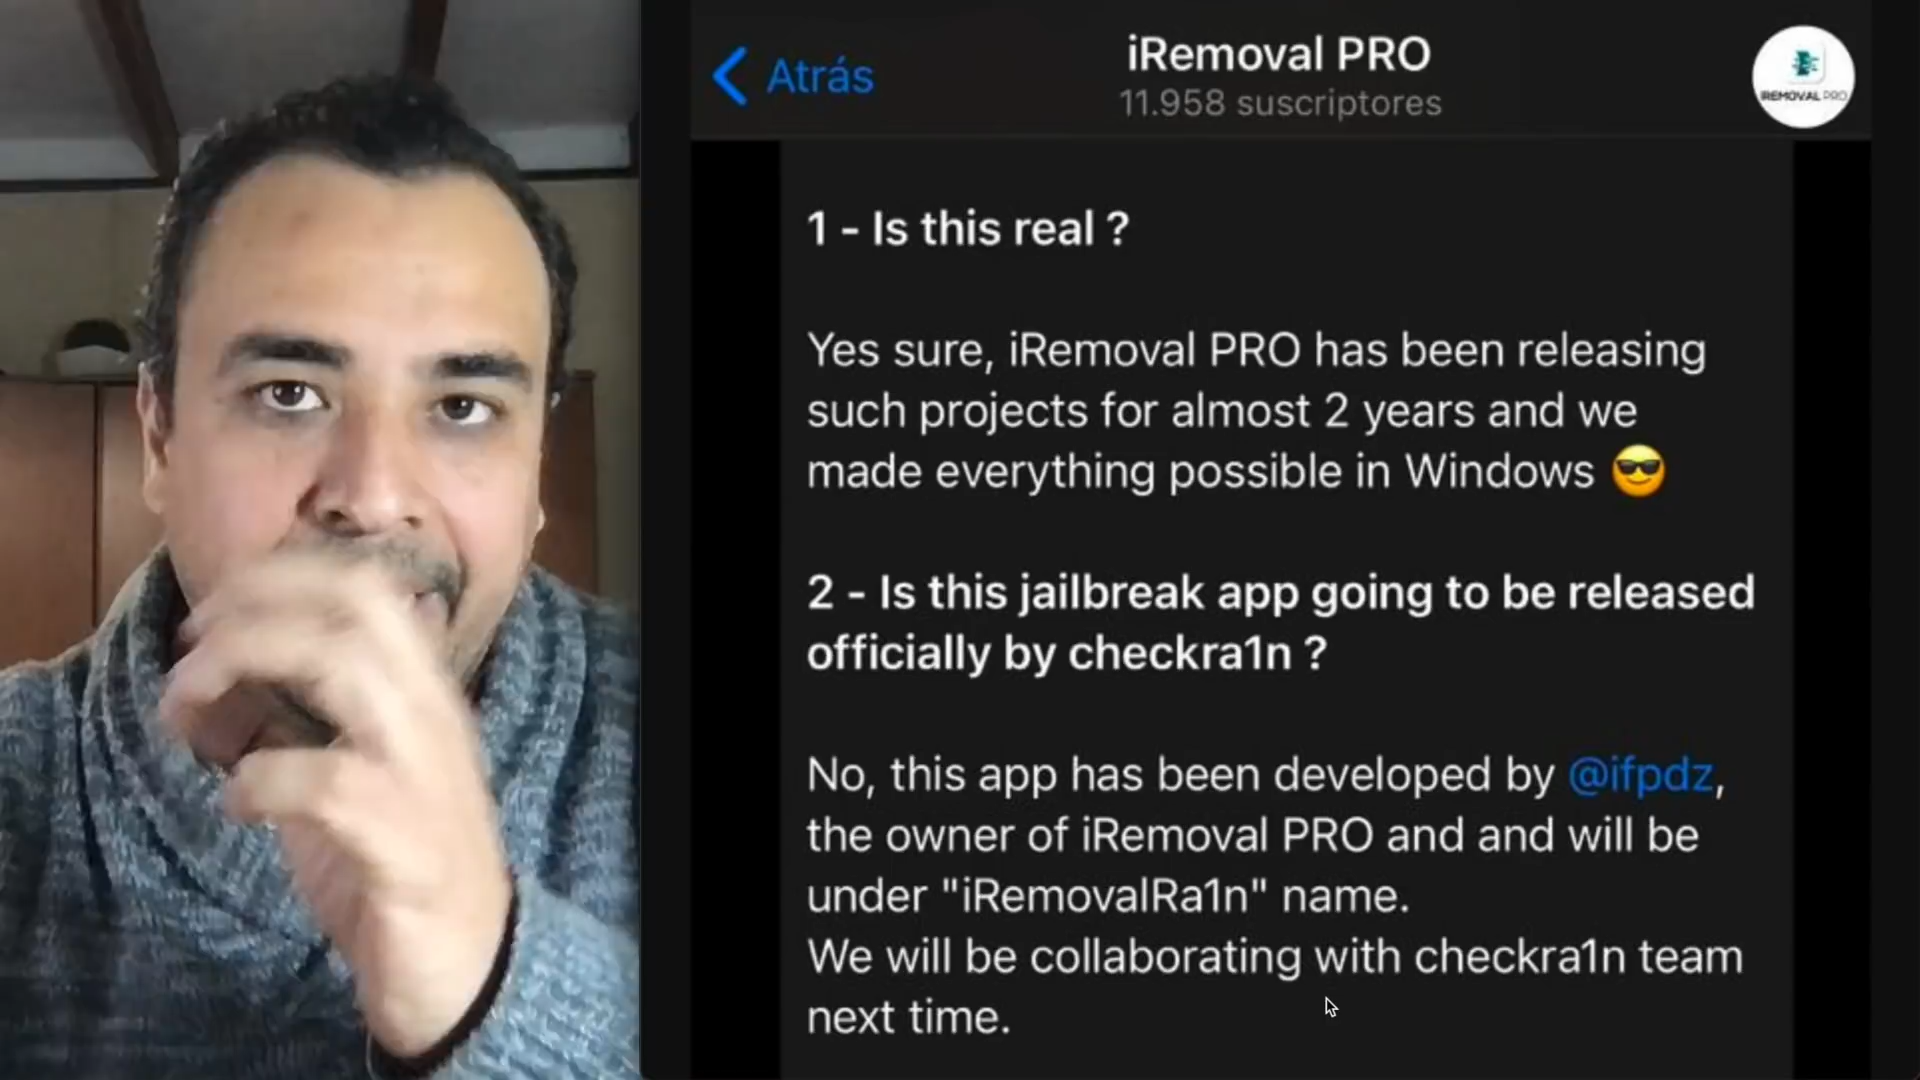 Atrás
iRemoval PRO
11.958 suscriptores
IREMOVAL PRO
1 - Is this real ?
Yes sure, iRemoval PRO has been releasing
such projects for almost 2 years and we
made everything possible in Windows 😎
2 - Is this jailbreak app going to be released
officially by checkra1n ?
No, this app has been developed by @ifpdz,
the owner of iRemoval PRO and and will be
under "iRemovalRa1n" name.
We will be collaborating with checkra1n team
next time.